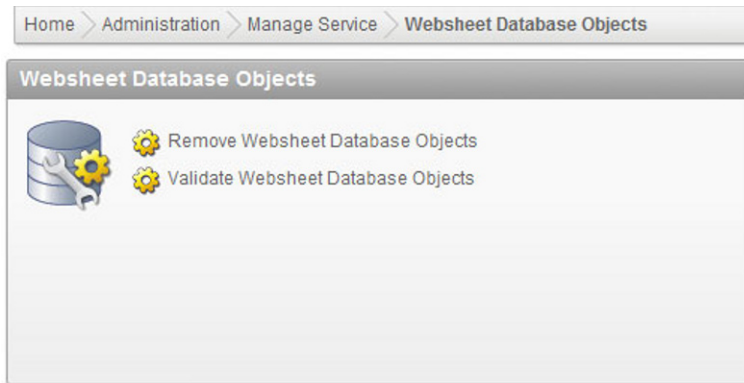 Home Administration Manage Service Websheet Database Objects
Websheet Database Objects
Remove Websheet Database Objects
Validate Websheet Database Objects